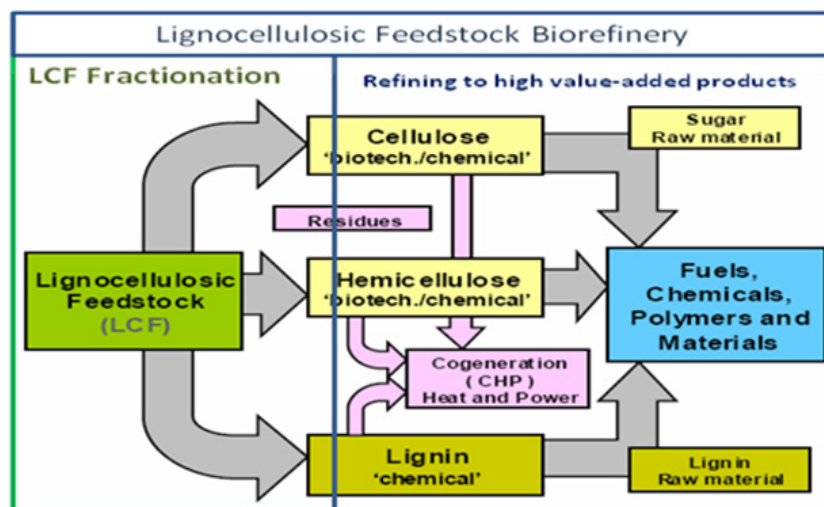 Lignocellulosic Feedstock Biorefinery
LCF Fractionation
Refining to high value-added products
Cellulose
‘biotech./chemical’
Sugar
Raw material
Residues
Lignocellulosic
Feedstock
(LCF)
Hemicellulose
‘biotech./chemical’
Fuels,
Chemicals,
Polymers and
Materials
Cogeneration
( CHP )
Heat and Power
Lignin
‘chemical’
Lignin
Raw material